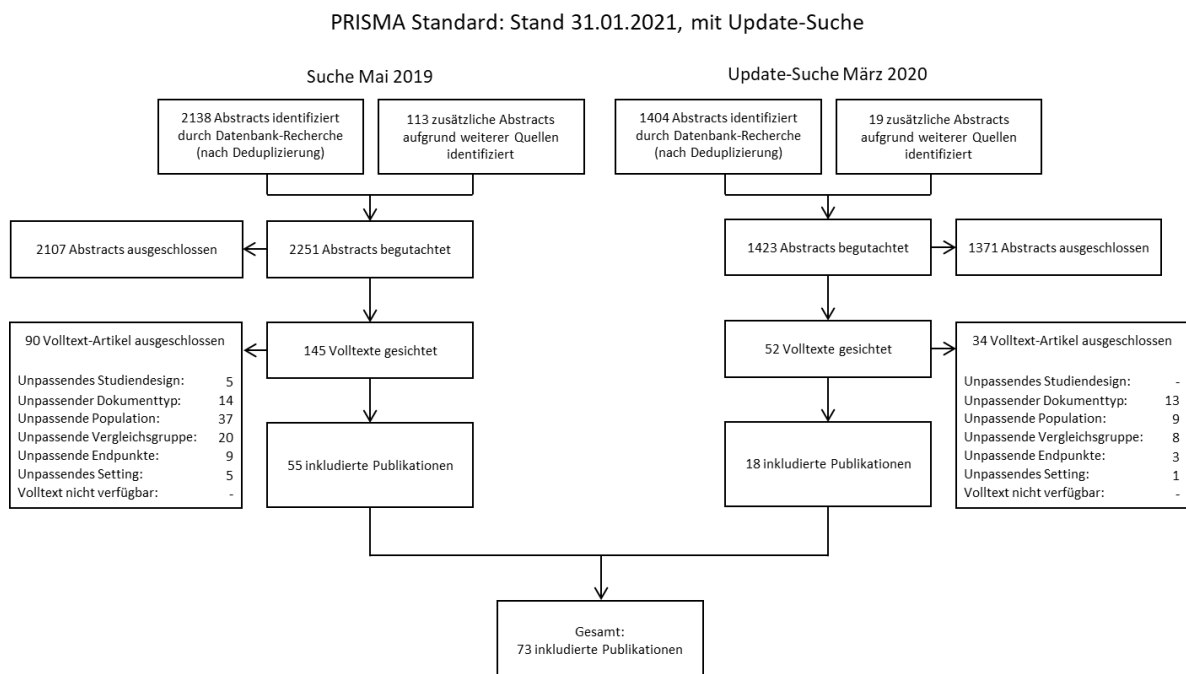 PRISMA Standard: Stand 31.01.2021, mit Update-Suche
Suche Mai 2019
2138 Abstracts identifiziert
durch Datenbank-Recherche
(nach Deduplizierung)
113 zusätzliche Abstracts
aufgrund weiterer Quellen
identifiziert
2107 Abstracts ausgeschlossen
2251 Abstracts begutachtet
90 Volltext-Artikel ausgeschlossen
Unpassendes Studiendesign: 5
Unpassender Dokumenttyp: 14
Unpassende Population: 37
Unpassende Vergleichsgruppe: 20
Unpassende Endpunkte: 9
Unpassendes Setting: 5
Volltext nicht verfügbar: -
145 Volltexte gesichtet
55 inkludierte Publikationen
Update-Suche März 2020
1404 Abstracts identifiziert
durch Datenbank-Recherche
(nach Deduplizierung)
19 zusätzliche Abstracts
aufgrund weiterer Quellen
identifiziert
1423 Abstracts begutachtet
1371 Abstracts ausgeschlossen
52 Volltexte gesichtet
34 Volltext-Artikel ausgeschlossen
Unpassendes Studiendesign: -
Unpassender Dokumenttyp: 13
Unpassende Population: 9
Unpassende Vergleichsgruppe: 8
Unpassende Endpunkte: 3
Unpassendes Setting: 1
Volltext nicht verfügbar: -
18 inkludierte Publikationen
Gesamt:
73 inkludierte Publikationen